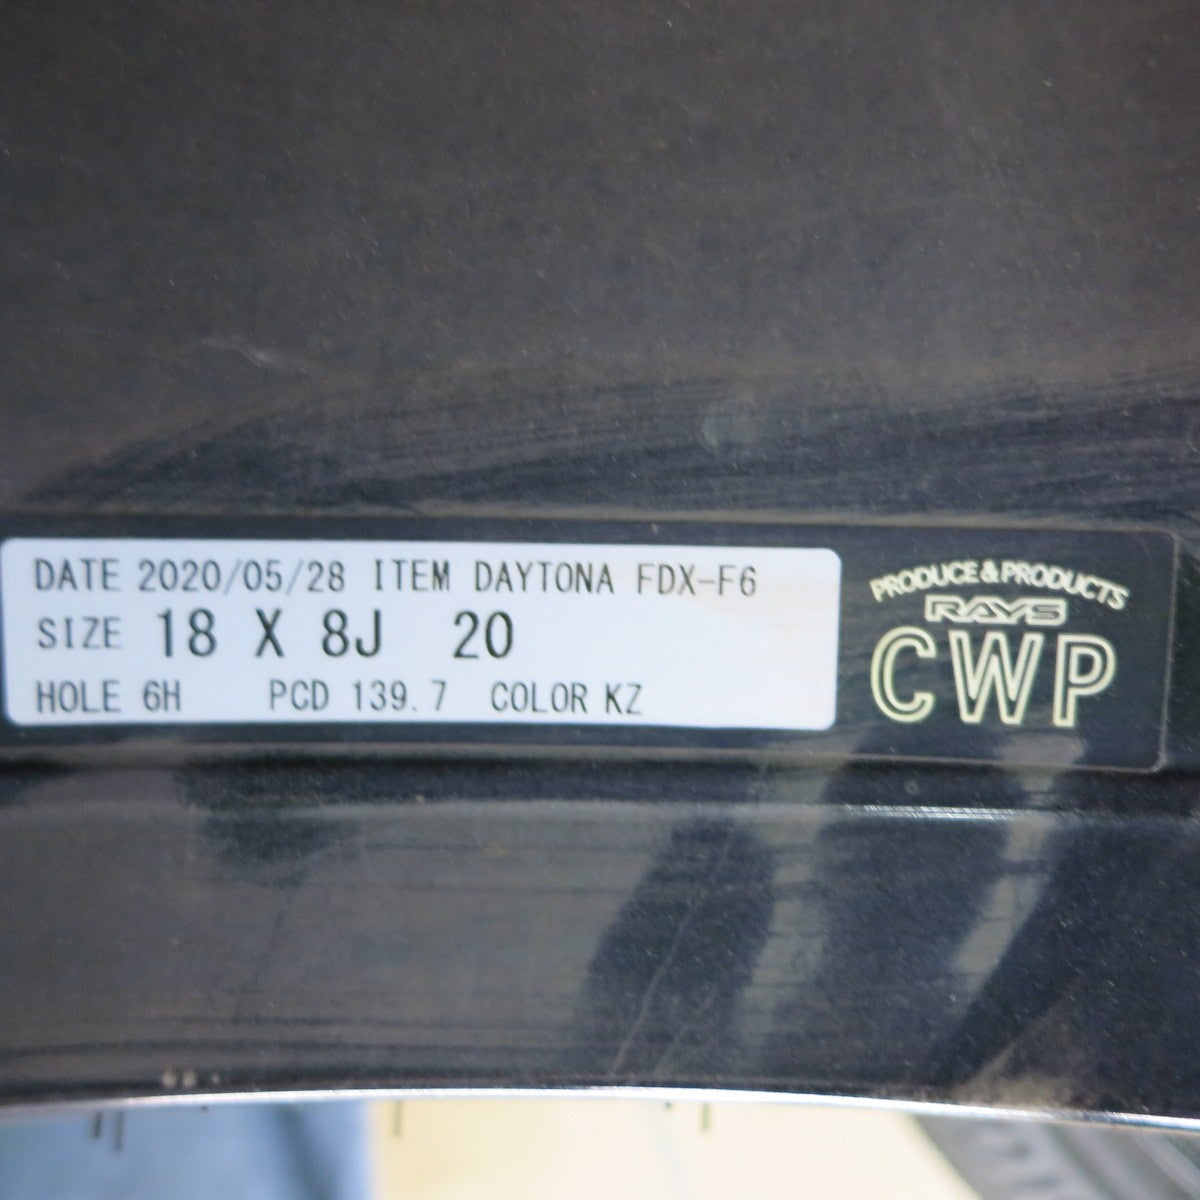 DATE 2020/05/28 ITEM DAYTONA FDX-F6
SIZE 18 X 8J 20
HOLE 6H PCD 139.7 COLOR KZ
PRODUCE&PRODUCTS
RAYS
CWP